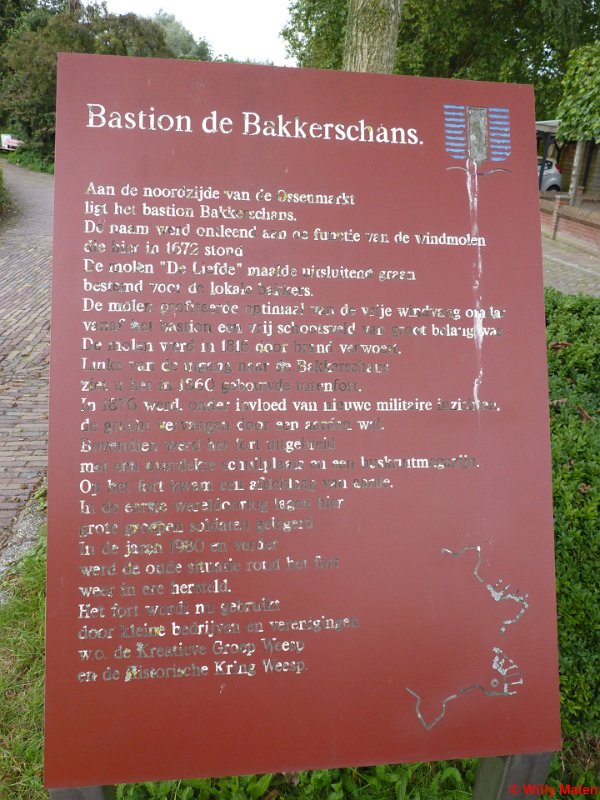 Bastion de Bakkerschans.
Aan de noordzijde van de Ossenmarkt
ligt het bastion Bakkerschans.
De naam werd ontleend aan de functie van de windmolen
die hier in 1672 stond
De molen "De Liefde" maalde uitsluitend graan
bestemd voor de lokale bakkers.
De molen profiteerde optimaal van de vrije windvang omdat
vanaf het bastion een vrij schootsveld van groot belang was
De molen werd in 1816 door brand verwoest.
Links van de ingang naar de Bakkerschans
ziet u het in 1860 gebouwde torenfort.
In 1876 werd, onder invloed van nieuwe militaire inzichten,
de gracht vervangen door een aarden wal.
Bovendien werd het fort uitgebreid
met een overdekte schuilplaats en een buskruitmagazijn.
Op het fort kwam een afdekking van aarde.
In de eerste wereldoorlog lagen hier
grote groepen soldaten gelegerd
In de jaren 1980 en verder
werd de oude situatie rond het fort
weer in ere hersteld.
Het fort wordt nu gebruikt
door kleine bedrijven en verenigingen
w.o. de Kreatieve Groep Weesp
en de Historische Kring Weesp.
© Willy Maten